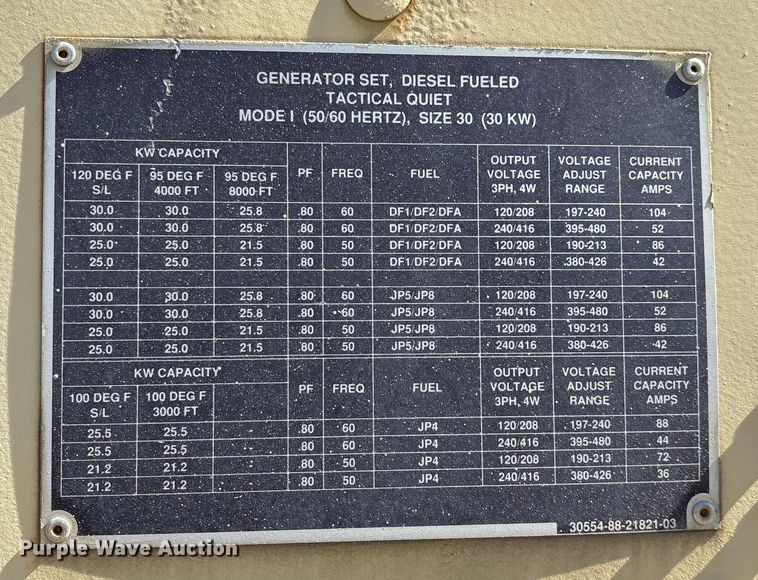 GENERATOR SET, DIESEL FUELED
TACTICAL QUIET
MODE I (50/60 HERTZ), SIZE 30 (30 KW)
KW CAPACITY PF FREQ FUEL OUTPUT VOLTAGE 3PH, 4W VOLTAGE ADJUST RANGE CURRENT CAPACITY AMPS
120 DEG F S/L 95 DEG F 4000 FT 95 DEG F 8000 FT
30.0 30.0 25.8 .80 60 DF1/DF2/DFA 120/208 197-240 104
30.0 30.0 25.8 .80 60 DF1/DF2/DFA 240/416 395-480 52
25.0 25.0 21.5 .80 50 DF1/DF2/DFA 120/208 190-213 86
25.0 25.0 21.5 .80 50 DF1/DF2/DFA 240/416 380-426 42
30.0 30.0 25.8 .80 60 JP5/JP8 120/208 197-240 104
30.0 30.0 25.8 .80 60 JP5/JP8 240/416 395-480 52
25.0 25.0 21.5 .80 50 JP5/JP8 120/208 190-213 86
25.0 25.0 21.5 .80 50 JP5/JP8 240/416 380-426 42
KW CAPACITY PF FREQ FUEL OUTPUT VOLTAGE 3PH, 4W VOLTAGE ADJUST RANGE CURRENT CAPACITY AMPS
100 DEG F S/L 100 DEG F 3000 FT
25.5 25.5 .80 60 JP4 120/208 197-240 88
25.5 25.5 .80 60 JP4 240/416 395-480 44
21.2 21.2 .80 50 JP4 120/208 190-213 72
21.2 21.2 .80 50 JP4 240/416 380-426 36
30554-88-21821-03
Purple Wave Auction